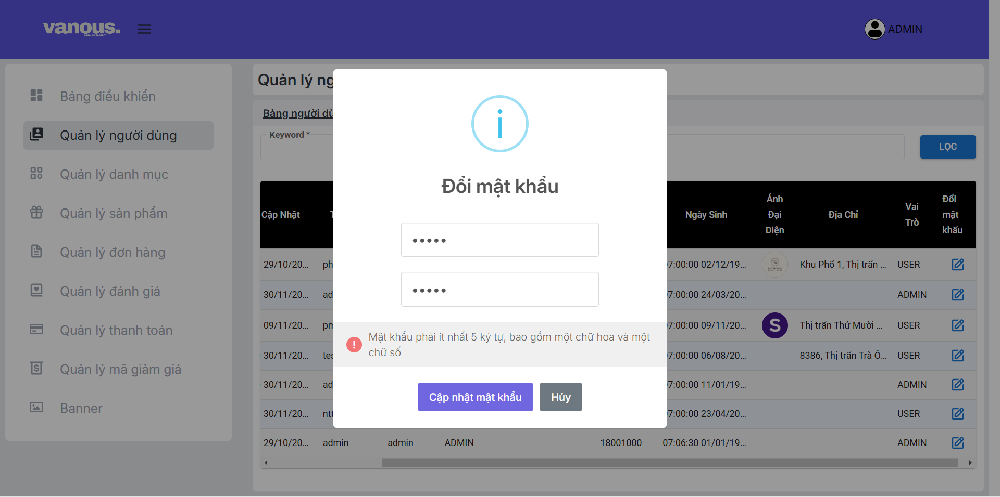 vanous.
MANAGEMENT
ADMIN
Bảng điều khiển
Quản lý người dùng
Quản lý danh mục
Quản lý sản phẩm
Quản lý đơn hàng
Quản lý đánh giá
Quản lý thanh toán
Quản lý mã giảm giá
Banner
Quản lý ng
Bảng người dù
Keyword *
LỌC
Cập Nhật T Ngày Sinh Ảnh Đại Diện Địa Chỉ Vai Trò Đổi mật khẩu
29/10/20... ph 07:00:00 02/12/19... Khu Phố 1, Thị trấn ... USER
30/11/20... ad 07:00:00 24/03/20... ADMIN
09/11/20... pm 07:00:00 09/11/20... S Thị trấn Thứ Mười ... USER
30/11/20... tes 07:00:00 06/08/20... 8386, Thị trấn Trà Ô... USER
30/11/20... ad 07:00:00 11/01/19... ADMIN
30/11/20... ntt 07:00:00 23/04/20... USER
29/10/20... admin admin ADMIN 18001000 07:06:30 01/01/19... ADMIN
i
Đổi mật khẩu
•••••
•••••
! Mật khẩu phải ít nhất 5 ký tự, bao gồm một chữ hoa và một
chữ số
Cập nhật mật khẩu
Hủy